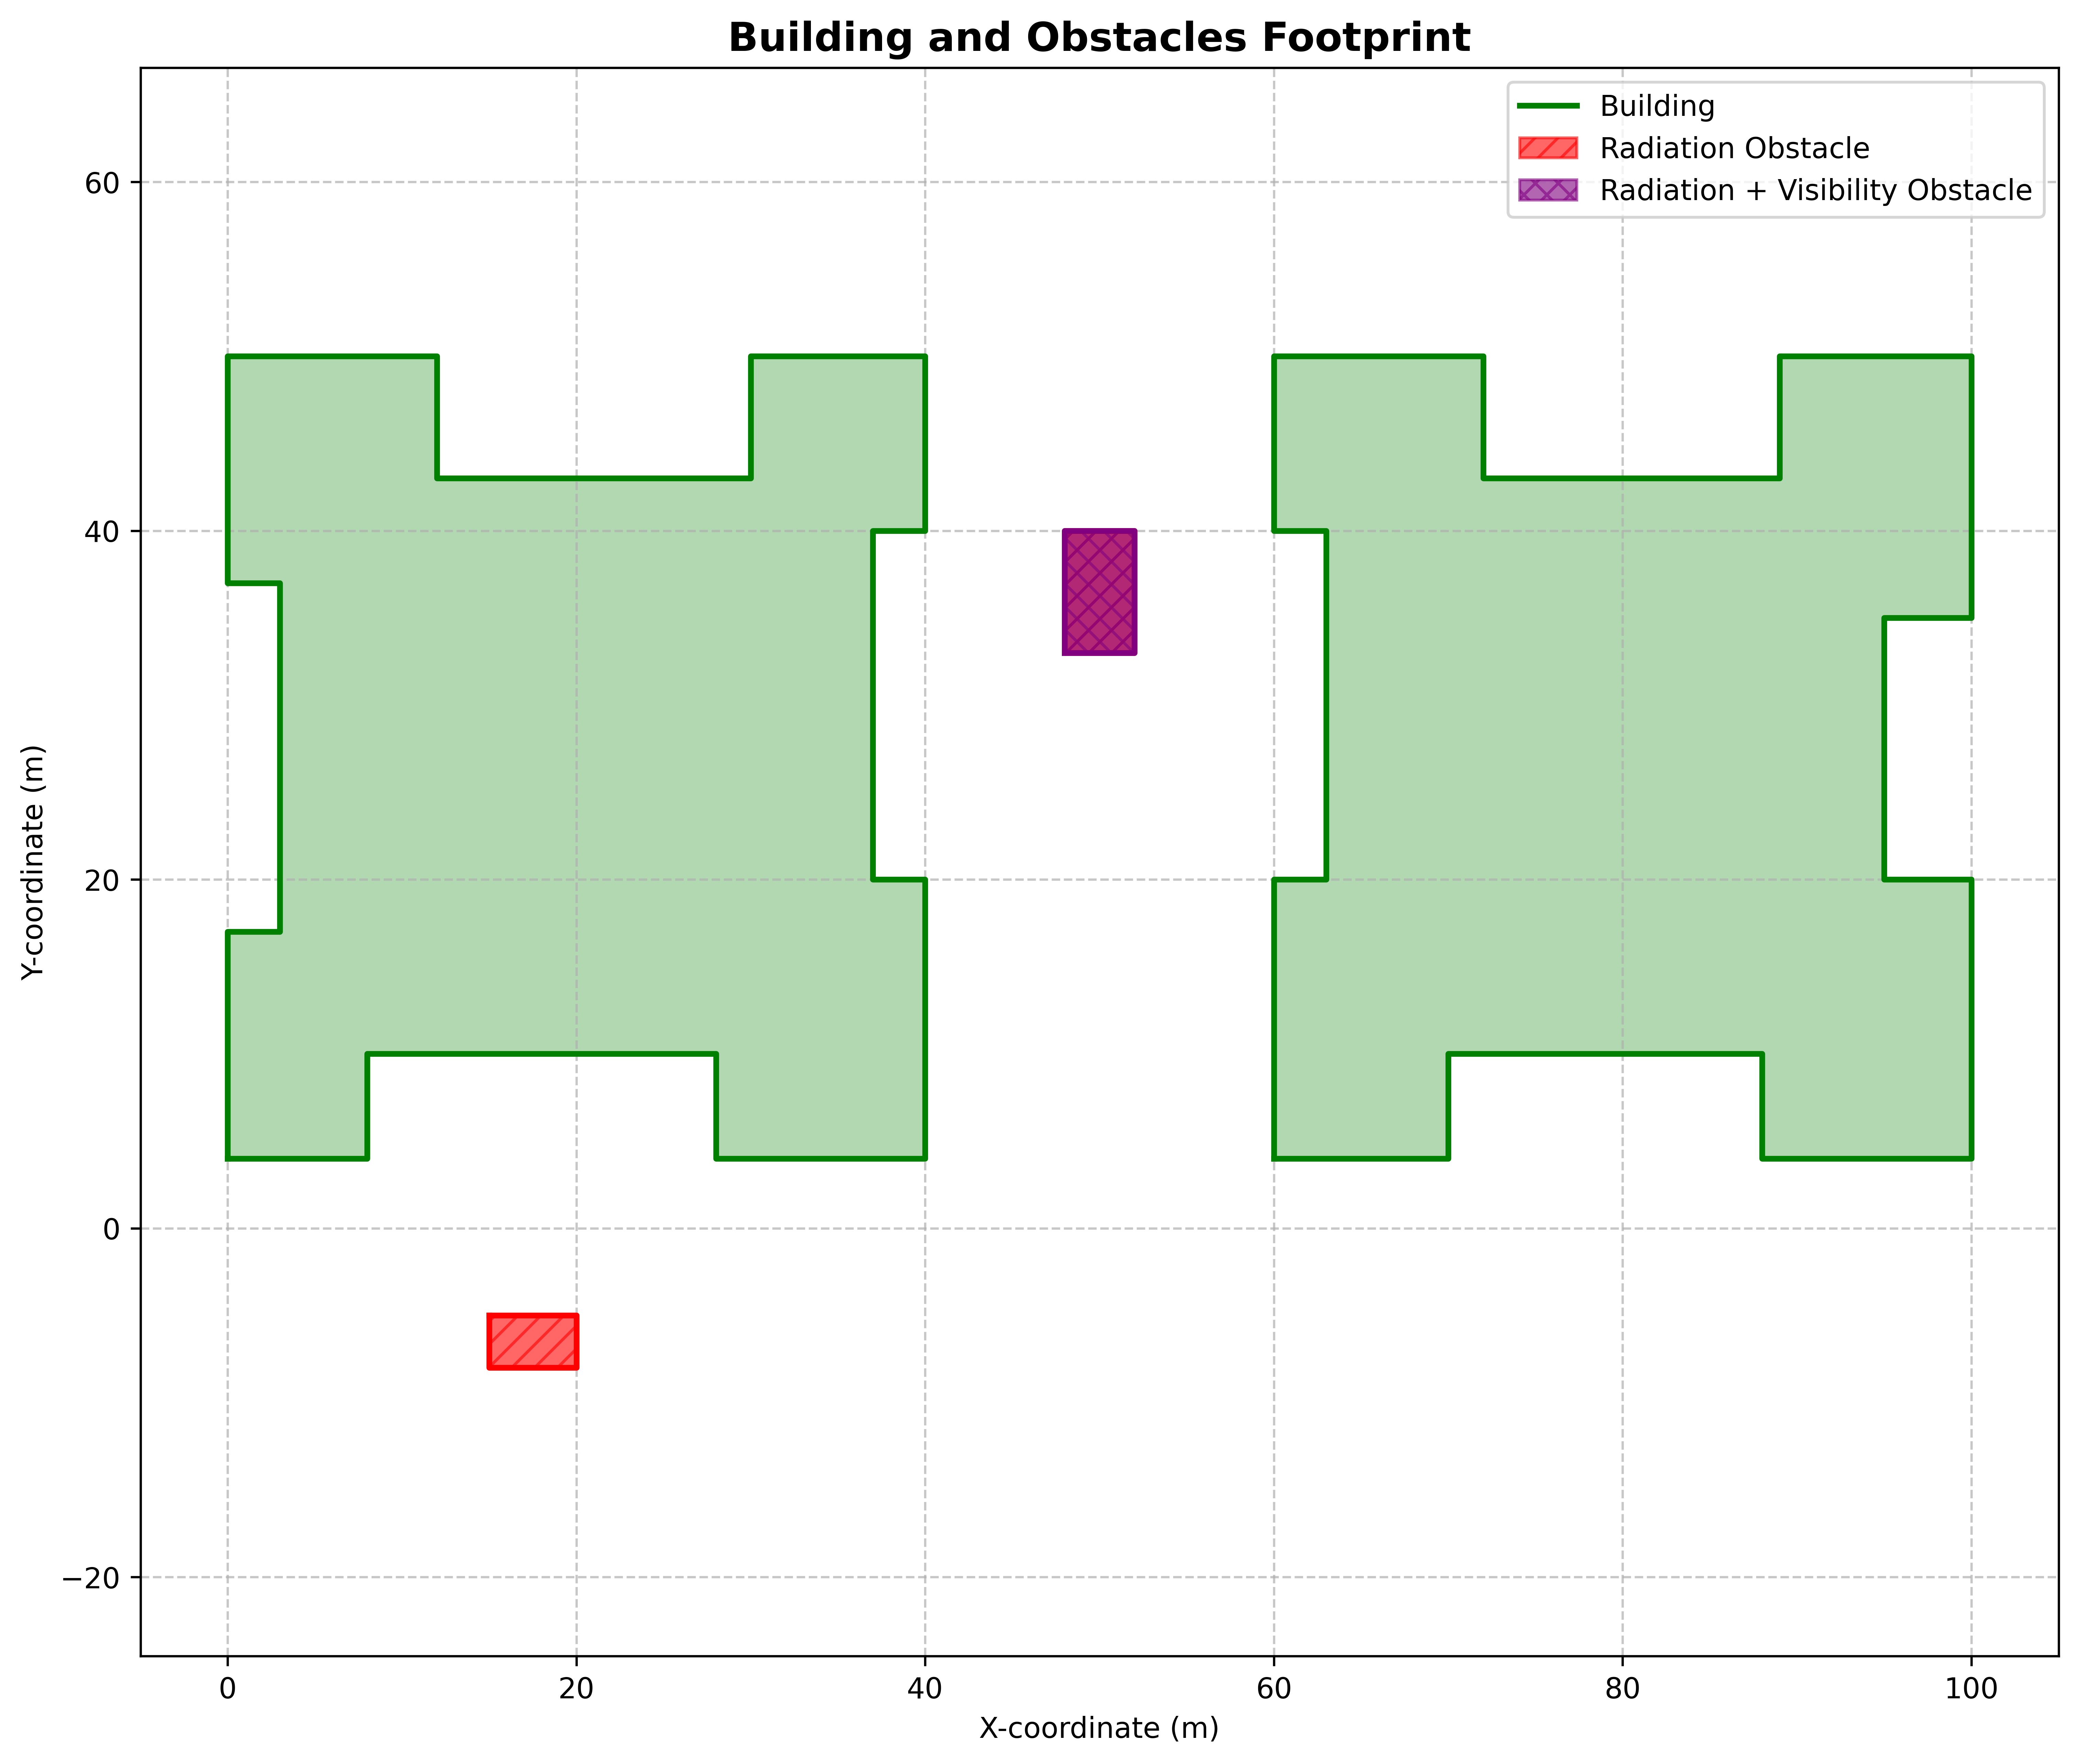 Building and Obstacles Footprint
Building
Radiation Obstacle
Radiation + Visibility Obstacle
60
40
20
0
−20
Y-coordinate (m)
0 20 40 60 80 100
X-coordinate (m)